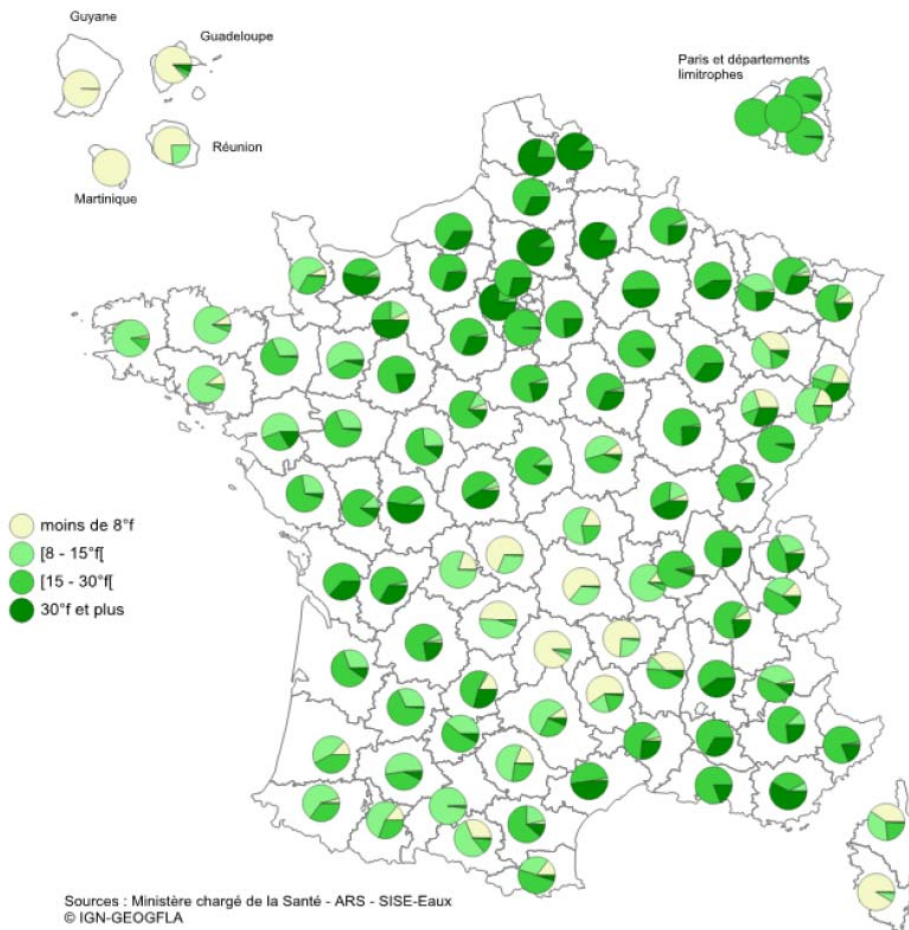 Guyane
Guadeloupe
Paris et départements
limitrophes
Réunion
Martinique
moins de 8°f
[8 - 15°f[
[15 - 30°f[
30°f et plus
Sources : Ministère chargé de la Santé - ARS - SISE-Eaux
© IGN-GEOGFLA